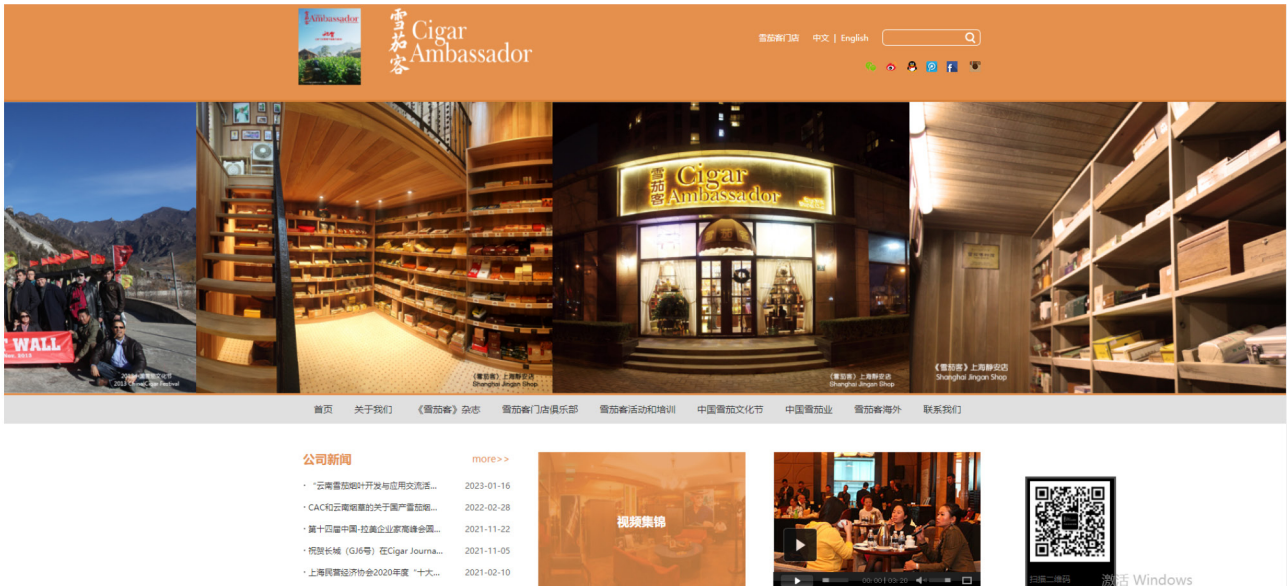 Ambassador
雪茄客
Cigar
Ambassador
雪茄客门店 中文 | English
WALL
2013 China Cigar Festival
《雪茄客》上海静安店
Shanghai Jingan Shop
雪茄客
Cigar
Ambassador
《雪茄客》上海静安店
Shanghai Jingan Shop
《雪茄客》上海静安店
Shanghai Jingan Shop
首页 关于我们 《雪茄客》杂志 雪茄客门店俱乐部 雪茄客活动和培训 中国雪茄文化节 中国雪茄业 雪茄客海外 联系我们
公司新闻 more>>
· “云南雪茄烟叶开发与应用交流活... 2023-01-16
· CAC和云南烟草的关于国产雪茄烟... 2022-02-28
· 第十四届中国-拉美企业家高峰会圆... 2021-11-22
· 祝贺长城（GJ6号）在Cigar Journa... 2021-11-05
· 上海民营经济协会2020年度“十大... 2021-02-10
视频集锦
00:00 | 03:20
扫描二维码
激活 Windows